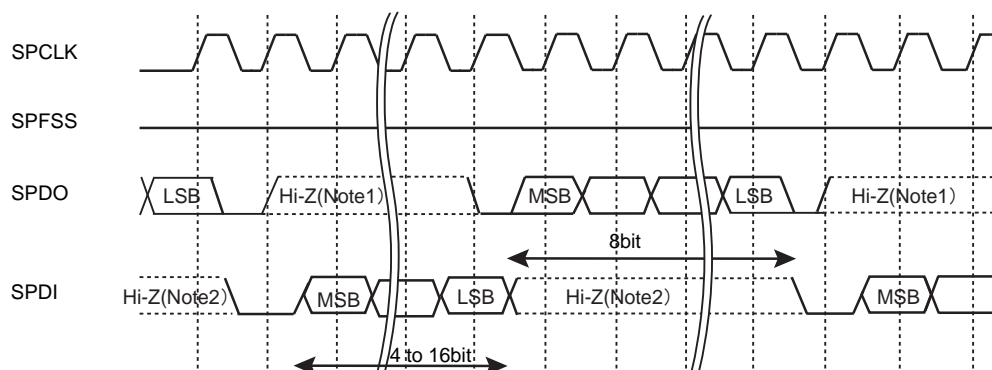 SPCLK
SPFSS
SPDO
LSB
Hi-Z(Note1)
MSB
LSB
Hi-Z(Note1)
8bit
SPDI
Hi-Z(Note2)
MSB
LSB
Hi-Z(Note2)
MSB
4 to 16bit